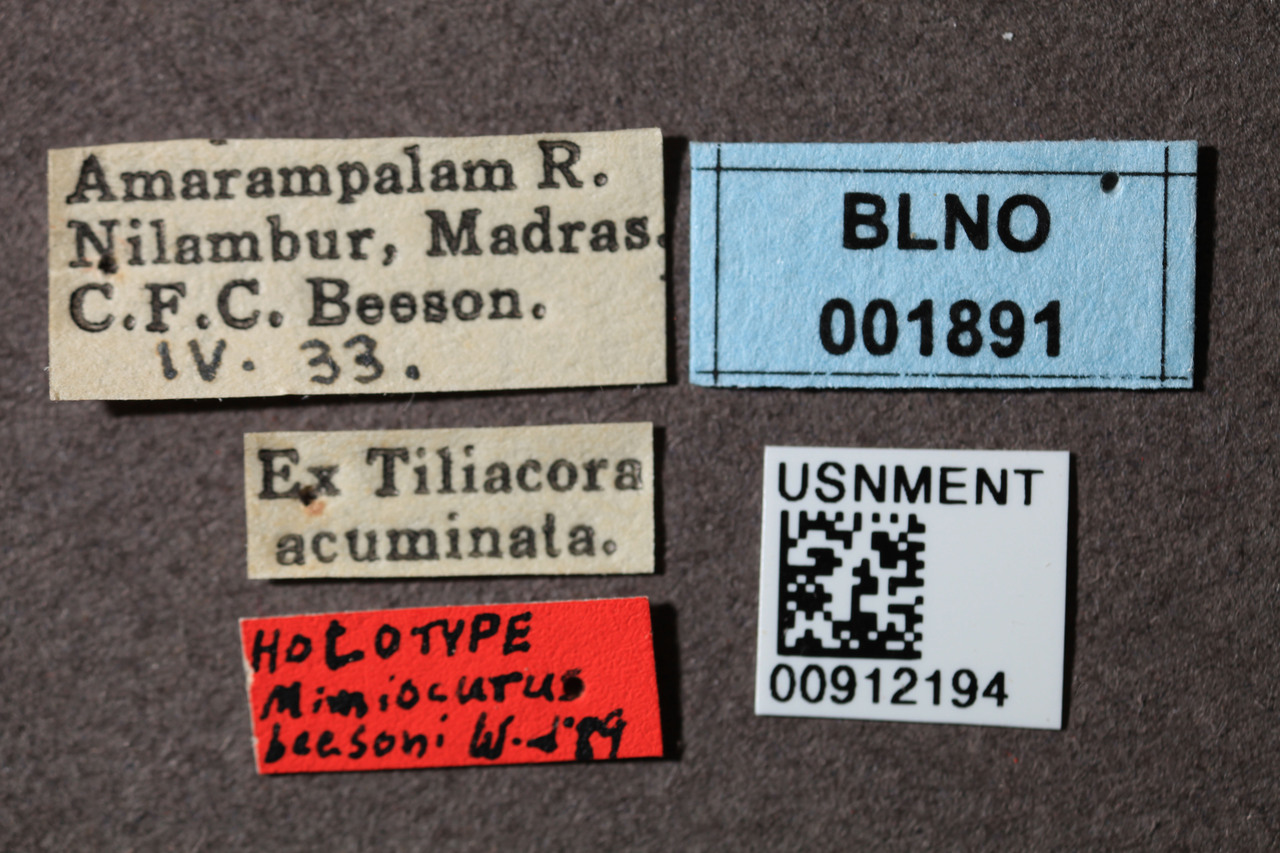 Amarampalam R.
Nilambur, Madras.
C.F.C. Beeson.
IV. 33.
BLNO
001891
Ex Tiliacora
acuminata.
USNMENT
00912194
HOLOTYPE
Mimiocurus
beesoni W.